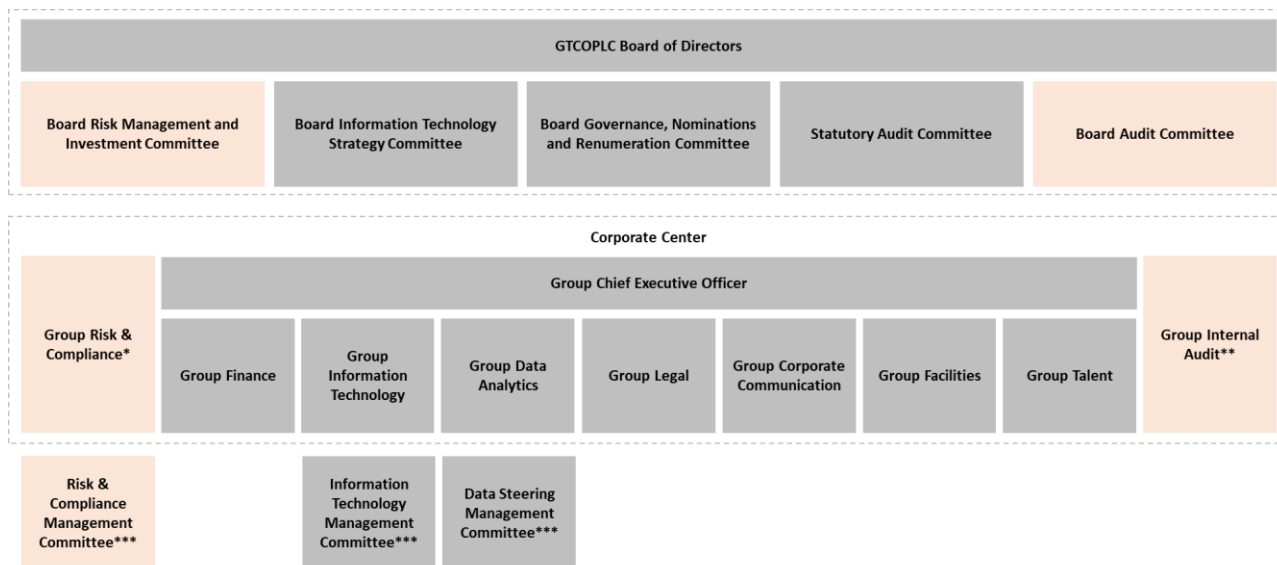 GTCOPLC Board of Directors
Board Risk Management and
Investment Committee
Board Information Technology
Strategy Committee
Board Governance, Nominations
and Renumeration Committee
Statutory Audit Committee
Board Audit Committee
Corporate Center
Group Risk &
Compliance*
Group Chief Executive Officer
Group Internal
Audit**
Group Finance
Group
Information
Technology
Group Data
Analytics
Group Legal
Group Corporate
Communication
Group Facilities
Group Talent
Risk &
Compliance
Management
Committee***
Information
Technology
Management
Committee***
Data Steering
Management
Committee***